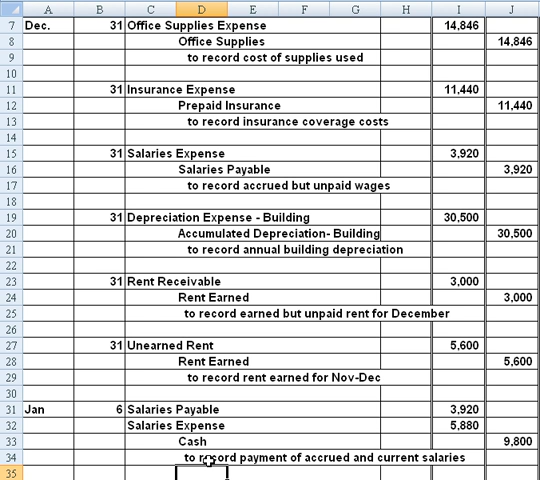 A B C D E F G H I J
7 Dec. 31 Office Supplies Expense 14,846
8 Office Supplies 14,846
9 to record cost of supplies used
10
11 31 Insurance Expense 11,440
12 Prepaid Insurance 11,440
13 to record insurance coverage costs
14
15 31 Salaries Expense 3,920
16 Salaries Payable 3,920
17 to record accrued but unpaid wages
18
19 31 Depreciation Expense - Building 30,500
20 Accumulated Depreciation- Building 30,500
21 to record annual building depreciation
22
23 31 Rent Receivable 3,000
24 Rent Earned 3,000
25 to record earned but unpaid rent for December
26
27 31 Unearned Rent 5,600
28 Rent Earned 5,600
29 to record rent earned for Nov-Dec
30
31 Jan 6 Salaries Payable 3,920
32 Salaries Expense 5,880
33 Cash 9,800
34 to record payment of accrued and current salaries
35